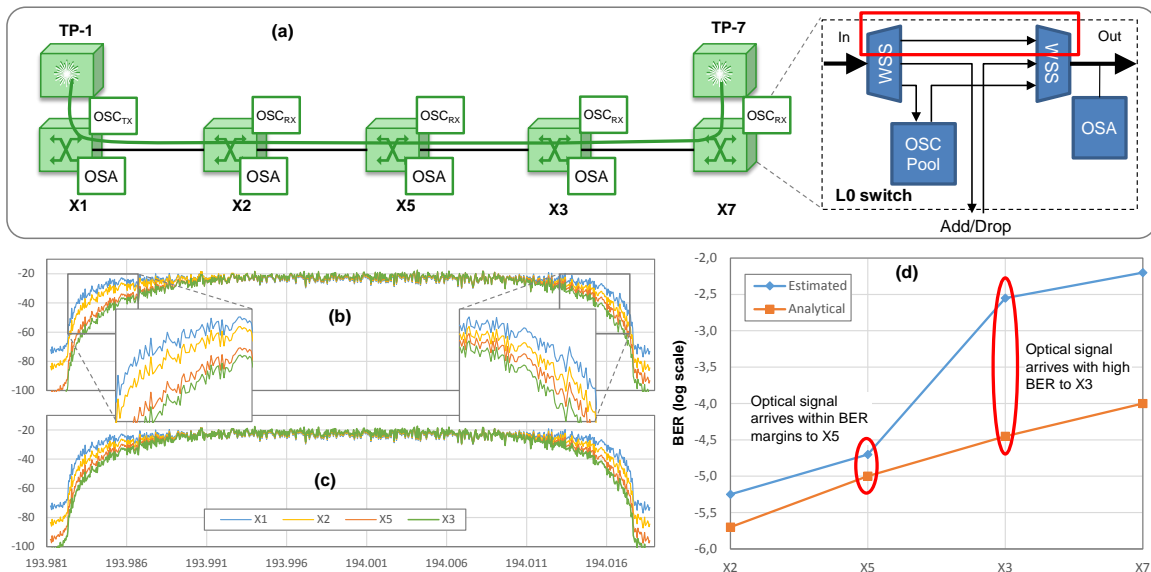 (a)
TP-1
TP-7
OSCTX
OSCRX
OSCRX
OSCRX
OSCRX
OSA
OSA
OSA
OSA
X1
X2
X5
X3
X7
In
Out
WSS
WSS
OSC
Pool
OSA
L0 switch
Add/Drop
-20
-40
-60
-80
-100
(b)
-20
-40
-60
-80
-100
(c)
X1
X2
X5
X3
193.981
193.986
193.991
193.996
194.001
194.006
194.011
194.016
(d)
BER (log scale)
-2,0
-2,5
-3,0
-3,5
-4,0
-4,5
-5,0
-5,5
-6,0
Estimated
Analytical
Optical signal
arrives within BER
margins to X5
Optical signal
arrives with high
BER to X3
X2
X5
X3
X7